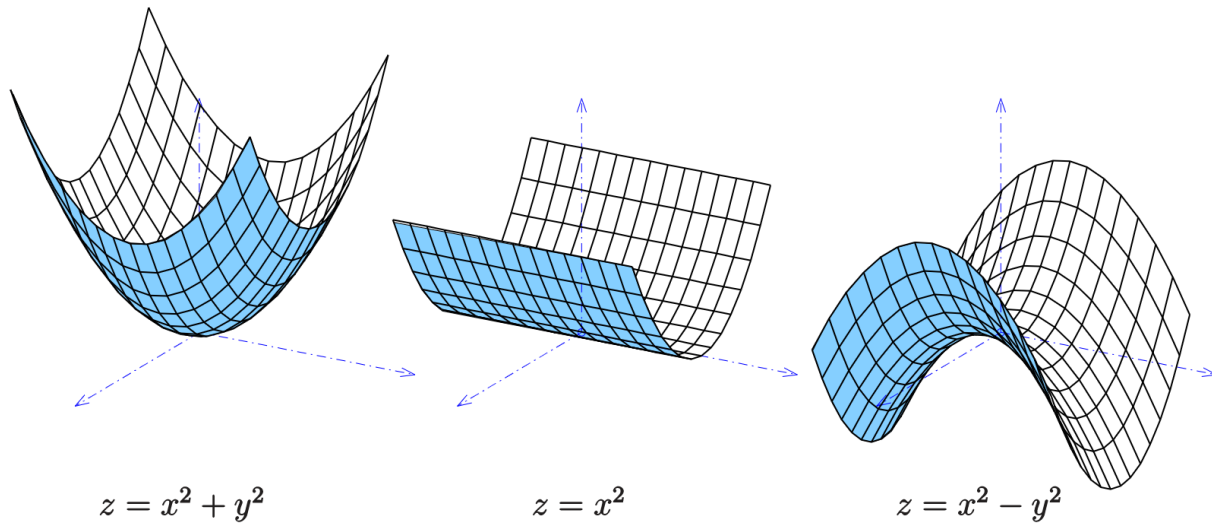 z = x² + y²
z = x²
z = x² − y²